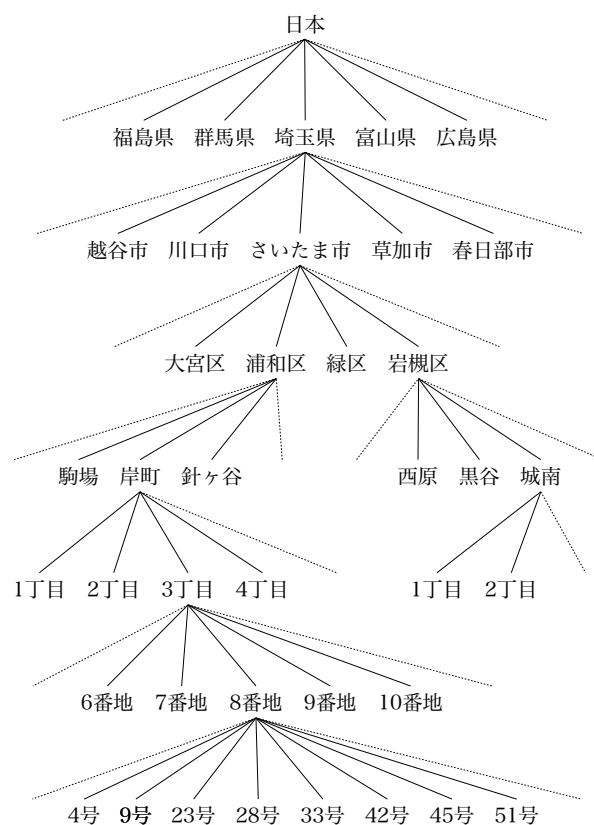 日本
福島県 群馬県 埼玉県 富山県 広島県
越谷市 川口市 さいたま市 草加市 春日部市
大宮区 浦和区 緑区 岩槻区
駒場 岸町 針ヶ谷 西原 黒谷 城南
1丁目 2丁目 3丁目 4丁目 1丁目 2丁目
6番地 7番地 8番地 9番地 10番地
4号 9号 23号 28号 33号 42号 45号 51号